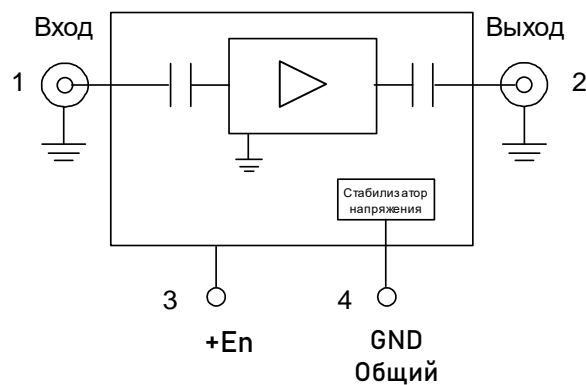 Вход
Выход
1
2
Стабилизатор
напряжения
3
4
+En
GND
Общий